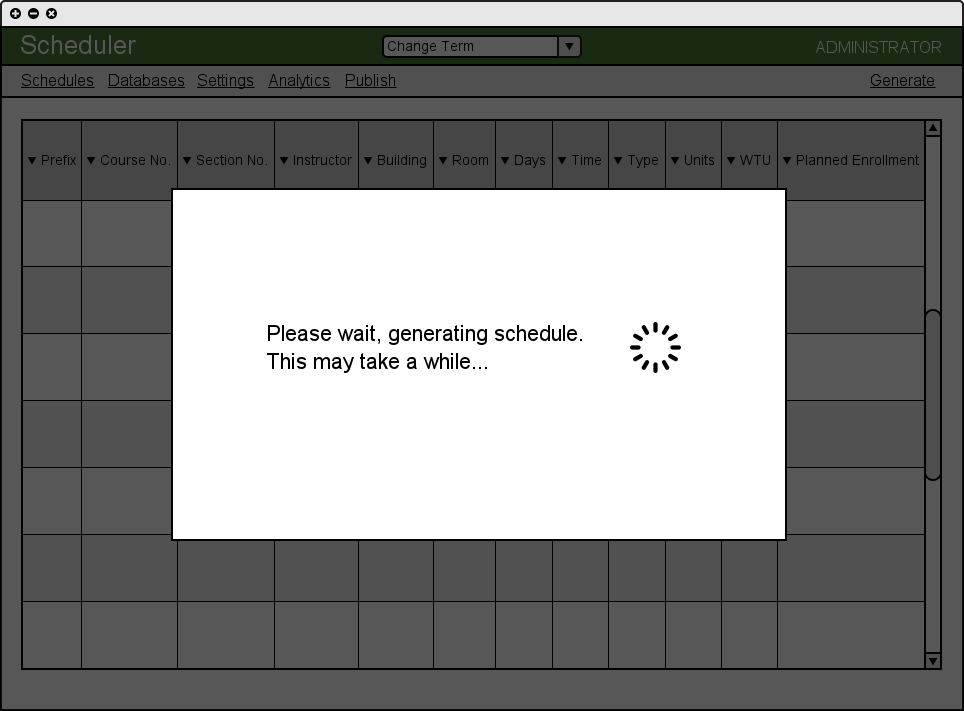 Scheduler
Change Term
ADMINISTRATOR
Schedules Databases Settings Analytics Publish Generate
Prefix Course No. Section No. Instructor Building Room Days Time Type Units WTU Planned Enrollment
Please wait, generating schedule.
This may take a while...